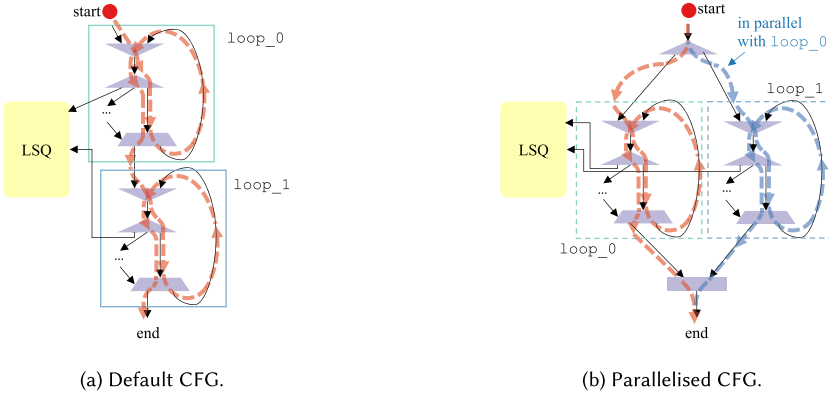 start
loop_0
...
LSQ
loop_1
...
end
(a) Default CFG.
start
in parallel
with loop_0
loop_1
LSQ
...
...
loop_0
end
(b) Parallelised CFG.